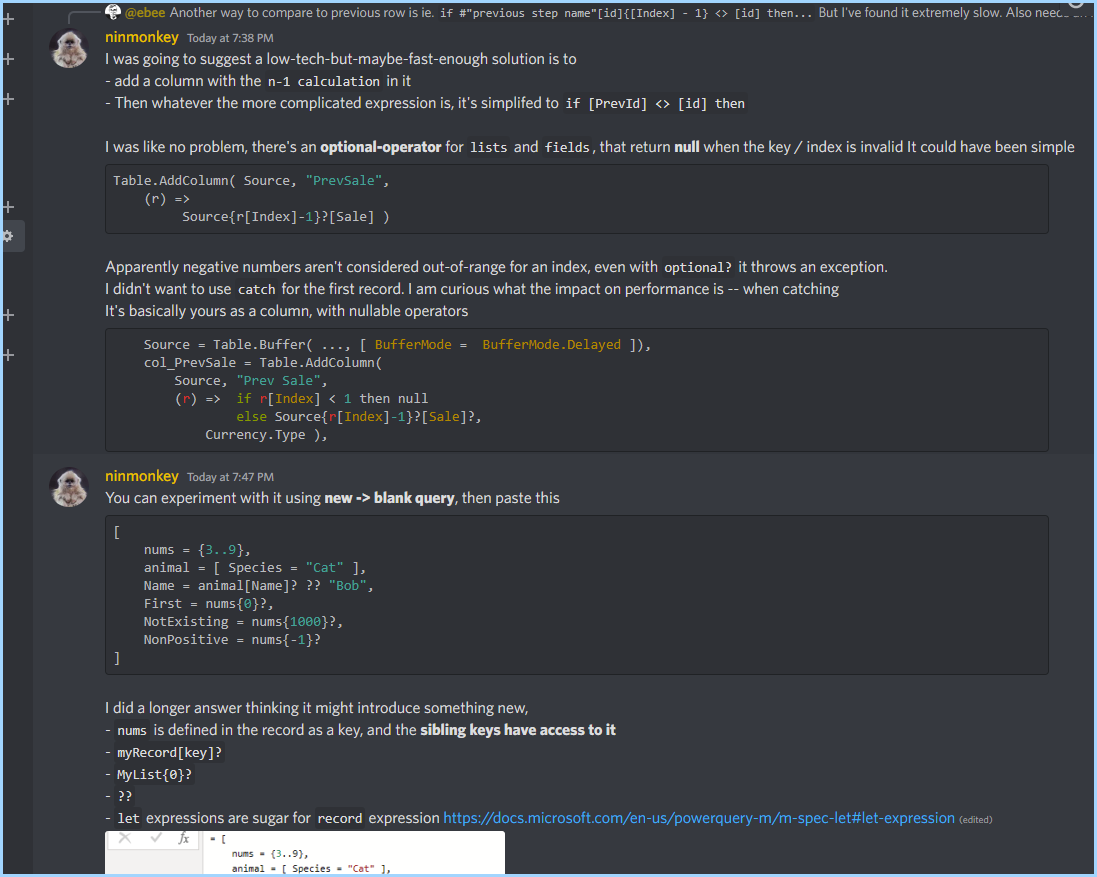 @ebee Another way to compare to previous row is ie. if #"previous step name"[id]{[Index] - 1} <> [id] then... But I've found it extremely slow. Also
ninmonkey Today at 7:38 PM
I was going to suggest a low-tech-but-maybe-fast-enough solution is to
- add a column with the n-1 calculation in it
- Then whatever the more complicated expression is, it's simplifed to if [PrevId] <> [id] then
I was like no problem, there's an optional-operator for lists and fields, that return null when the key / index is invalid It could have been simple
Table.AddColumn( Source, "PrevSale",
(r) =>
Source{r[Index]-1}?[Sale] )
Apparently negative numbers aren't considered out-of-range for an index, even with optional? it throws an exception.
I didn't want to use catch for the first record. I am curious what the impact on performance is -- when catching
It's basically yours as a column, with nullable operators
Source = Table.Buffer( ..., [ BufferMode = BufferMode.Delayed ]),
col_PrevSale = Table.AddColumn(
Source, "Prev Sale",
(r) => if r[Index] < 1 then null
else Source{r[Index]-1}?[Sale]?,
Currency.Type ),
ninmonkey Today at 7:47 PM
You can experiment with it using new -> blank query, then paste this
[
nums = {3..9},
animal = [ Species = "Cat" ],
Name = animal[Name]? ?? "Bob",
First = nums{0}?,
NotExisting = nums{1000}?,
NonPositive = nums{-1}?
]
I did a longer answer thinking it might introduce something new,
- nums is defined in the record as a key, and the sibling keys have access to it
- myRecord[key]?
- MyList{0}?
- ??
- let expressions are sugar for record expression https://docs.microsoft.com/en-us/powerquery-m/m-spec-let#let-expression (edited)
fx = [
nums = {3..9},
animal = [ Species = "Cat" ],